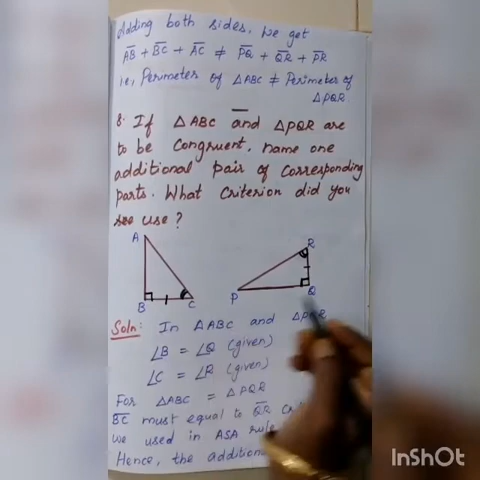 Adding both sides, we get
AB + BC + AC ≠ PQ + QR + PR
ie, Perimeter of △ABC ≠ Perimeter of
△PQR
8. If △ABC and △PQR are
to be congruent, name one
additional pair of corresponding
parts. What criterion did you
use?
A
B
C
P
R
Q
Soln: In △ABC and △PQR
∠B = ∠Q (given)
∠C = ∠R (given)
For △ABC = △PQR
BC must equal to QR
we used in ASA rule
Hence, the additional
InShOt